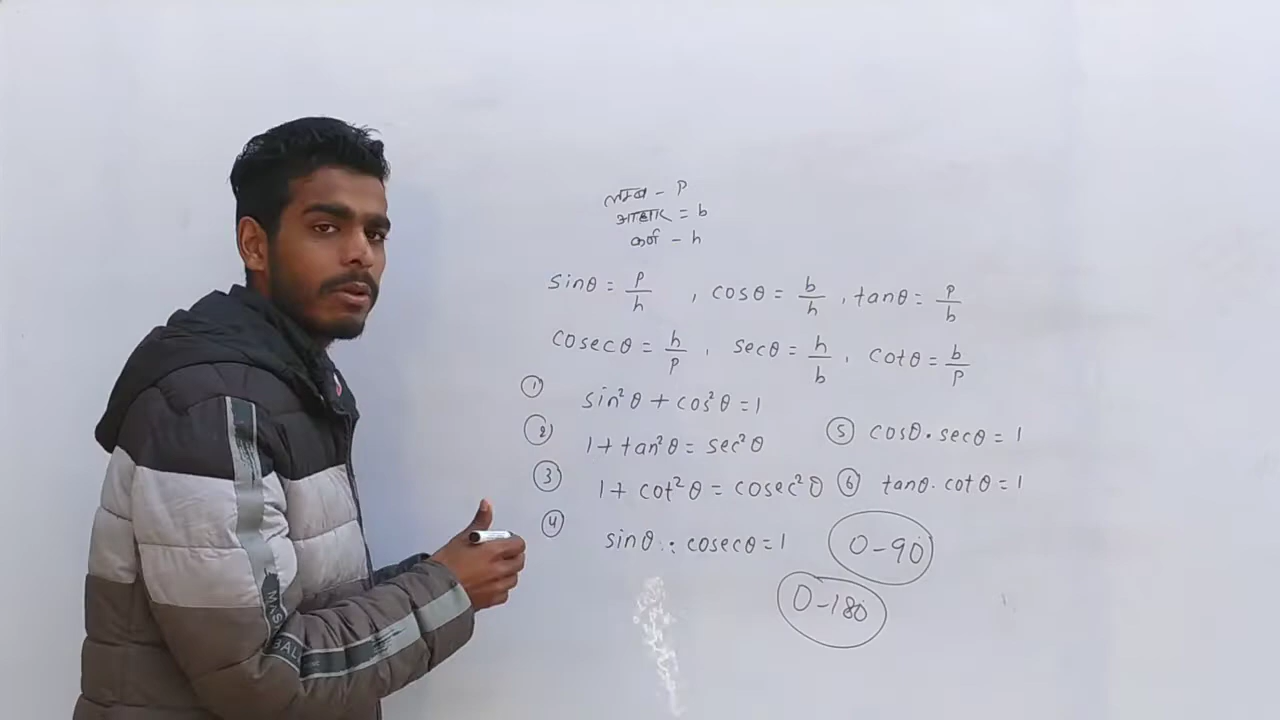 लम्ब - P
आधार = b
कर्ण - h
sinθ = P/h , cosθ = b/h , tanθ = P/b
cosecθ = h/P , secθ = h/b , cotθ = b/P
① sin²θ + cos²θ = 1
② 1 + tan²θ = sec²θ
③ 1 + cot²θ = cosec²θ
④ sinθ . cosecθ = 1
⑤ cosθ . secθ = 1
⑥ tanθ . cotθ = 1
0 - 90
0 - 180